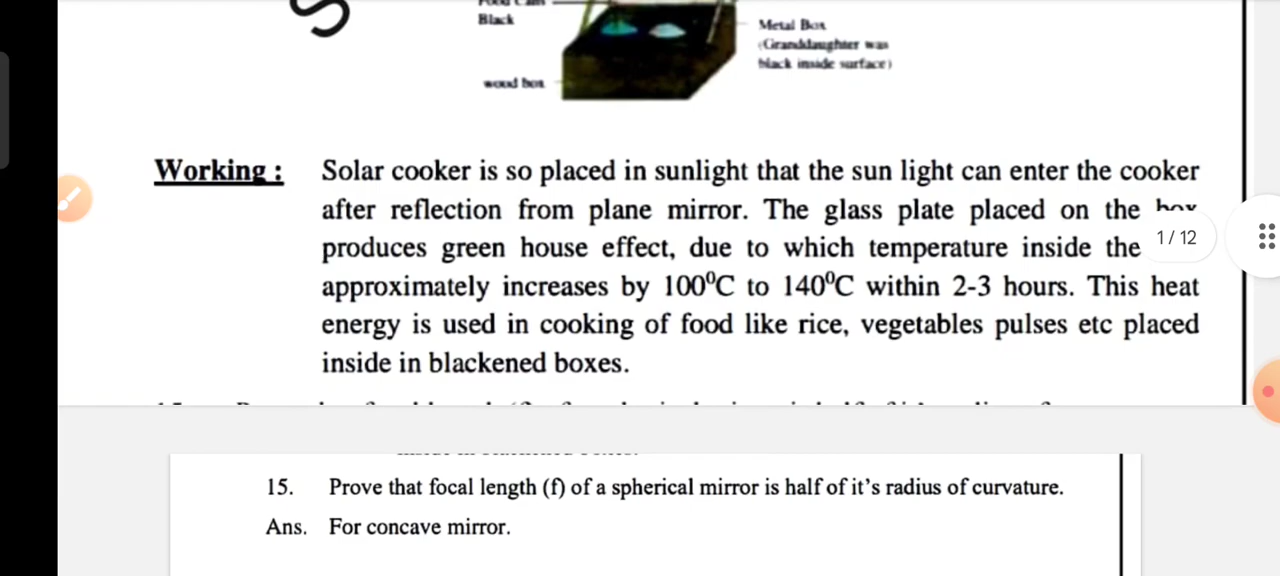 Black
Metal Box
(Granddaughter was
black inside surface)
wood box
Working : Solar cooker is so placed in sunlight that the sun light can enter the cooker
after reflection from plane mirror. The glass plate placed on the box
produces green house effect, due to which temperature inside the
1 / 12
approximately increases by 100⁰C to 140⁰C within 2-3 hours. This heat
energy is used in cooking of food like rice, vegetables pulses etc placed
inside in blackened boxes.
15. Prove that focal length (f) of a spherical mirror is half of it’s radius of curvature.
Ans. For concave mirror.